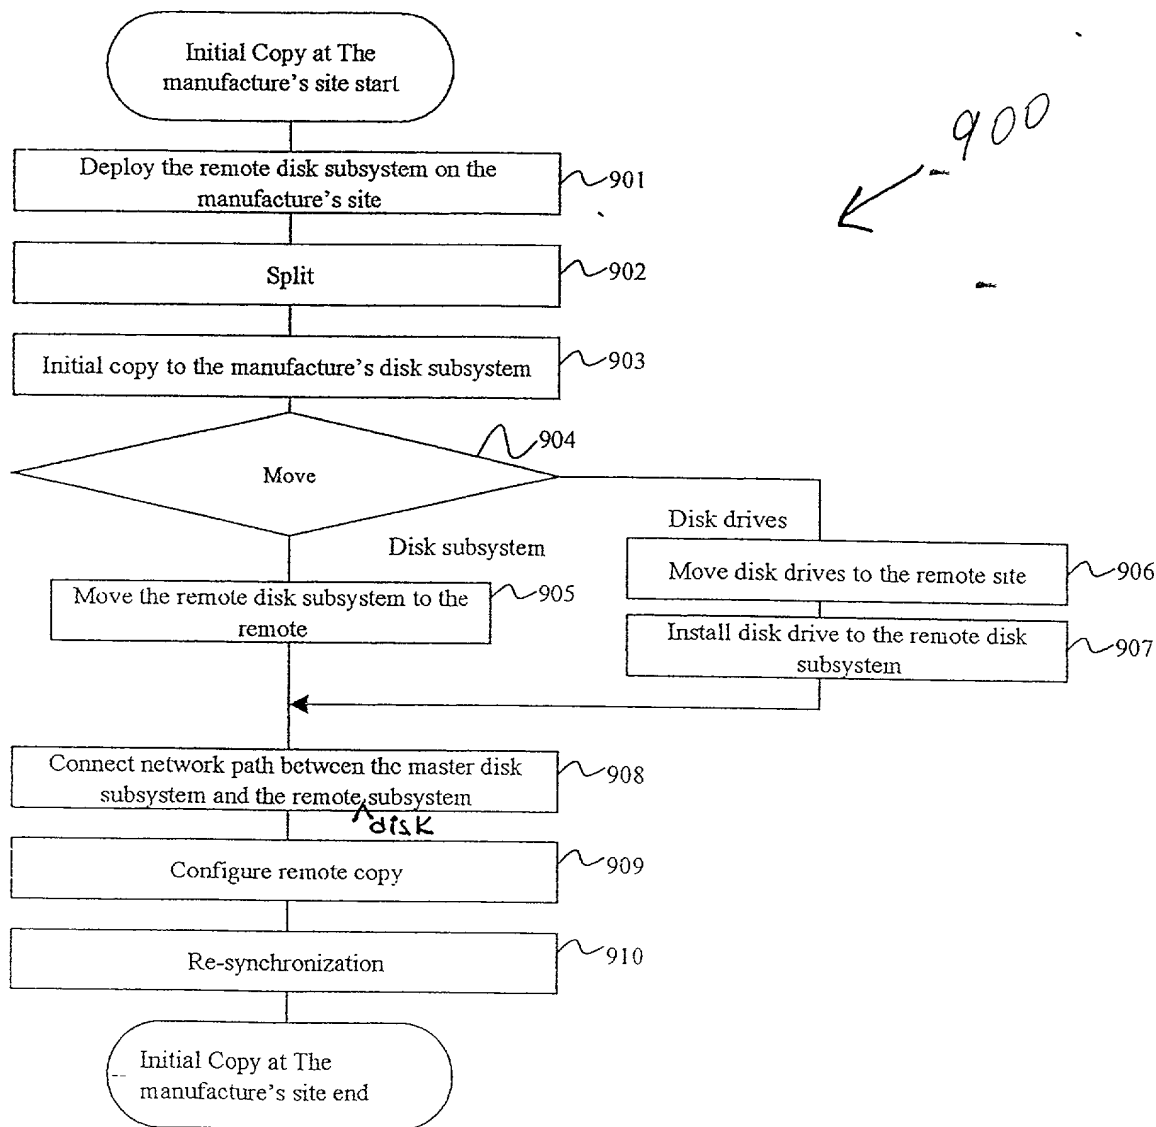 Initial Copy at The
manufacture's site start
900
Deploy the remote disk subsystem on the
manufacture's site
901
Split
902
Initial copy to the manufacture's disk subsystem
903
904
Move
Disk drives
Disk subsystem
Move the remote disk subsystem to the
remote
905
Move disk drives to the remote site
906
Install disk drive to the remote disk
subsystem
907
Connect network path between the master disk
subsystem and the remote subsystem
disk
908
Configure remote copy
909
Re-synchronization
910
Initial Copy at The
manufacture's site end